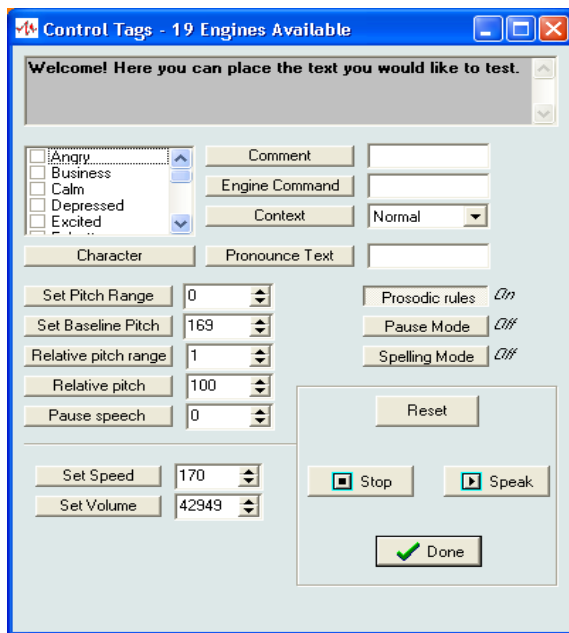 Control Tags - 19 Engines Available
Welcome! Here you can place the text you would like to test.
Angry
Business
Calm
Depressed
Excited
Comment
Engine Command
Context
Normal
Character
Pronounce Text
Set Pitch Range
0
Prosodic rules
On
Set Baseline Pitch
169
Pause Mode
Off
Relative pitch range
1
Spelling Mode
Off
Relative pitch
100
Pause speech
0
Reset
Set Speed
170
Stop
Speak
Set Volume
42949
Done